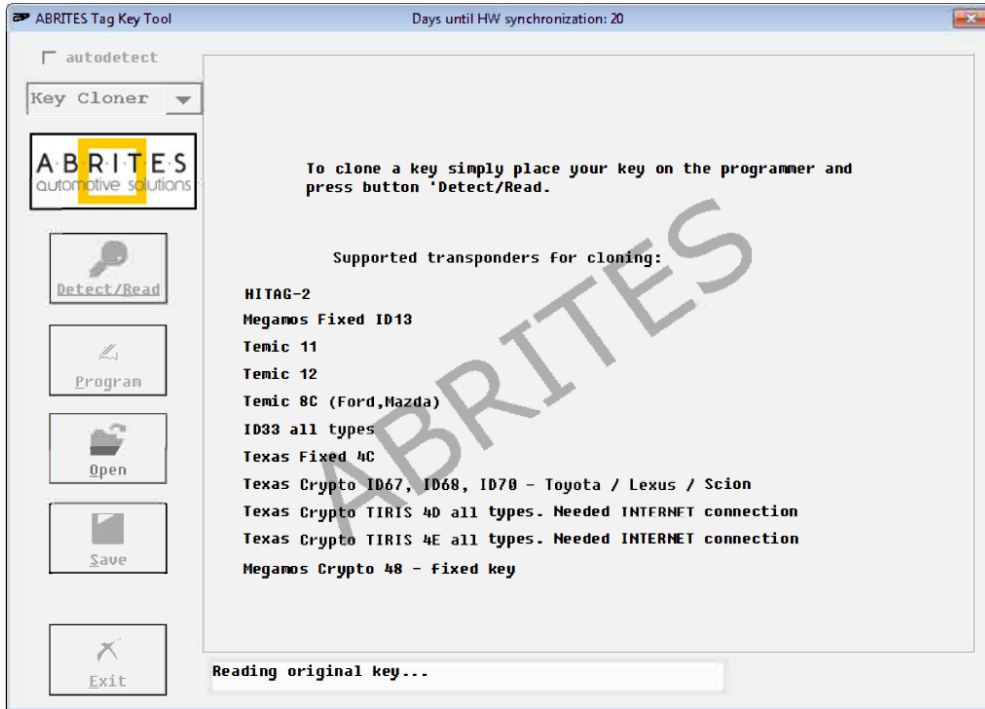 ABRITES Tag Key Tool
Days until HW synchronization: 20
autodetect
Key Cloner
A·B·R·I·T·E·S
automotive solutions
Detect/Read
Program
Open
Save
Exit
To clone a key simply place your key on the programmer and
press button 'Detect/Read.
Supported transponders for cloning:
HITAG-2
Megamos Fixed ID13
Temic 11
Temic 12
Temic 8C (Ford,Mazda)
ID33 all types
Texas Fixed 4C
Texas Crypto ID67, ID68, ID70 - Toyota / Lexus / Scion
Texas Crypto TIRIS 4D all types. Needed INTERNET connection
Texas Crypto TIRIS 4E all types. Needed INTERNET connection
Megamos Crypto 48 - fixed key
ABRITES
Reading original key...